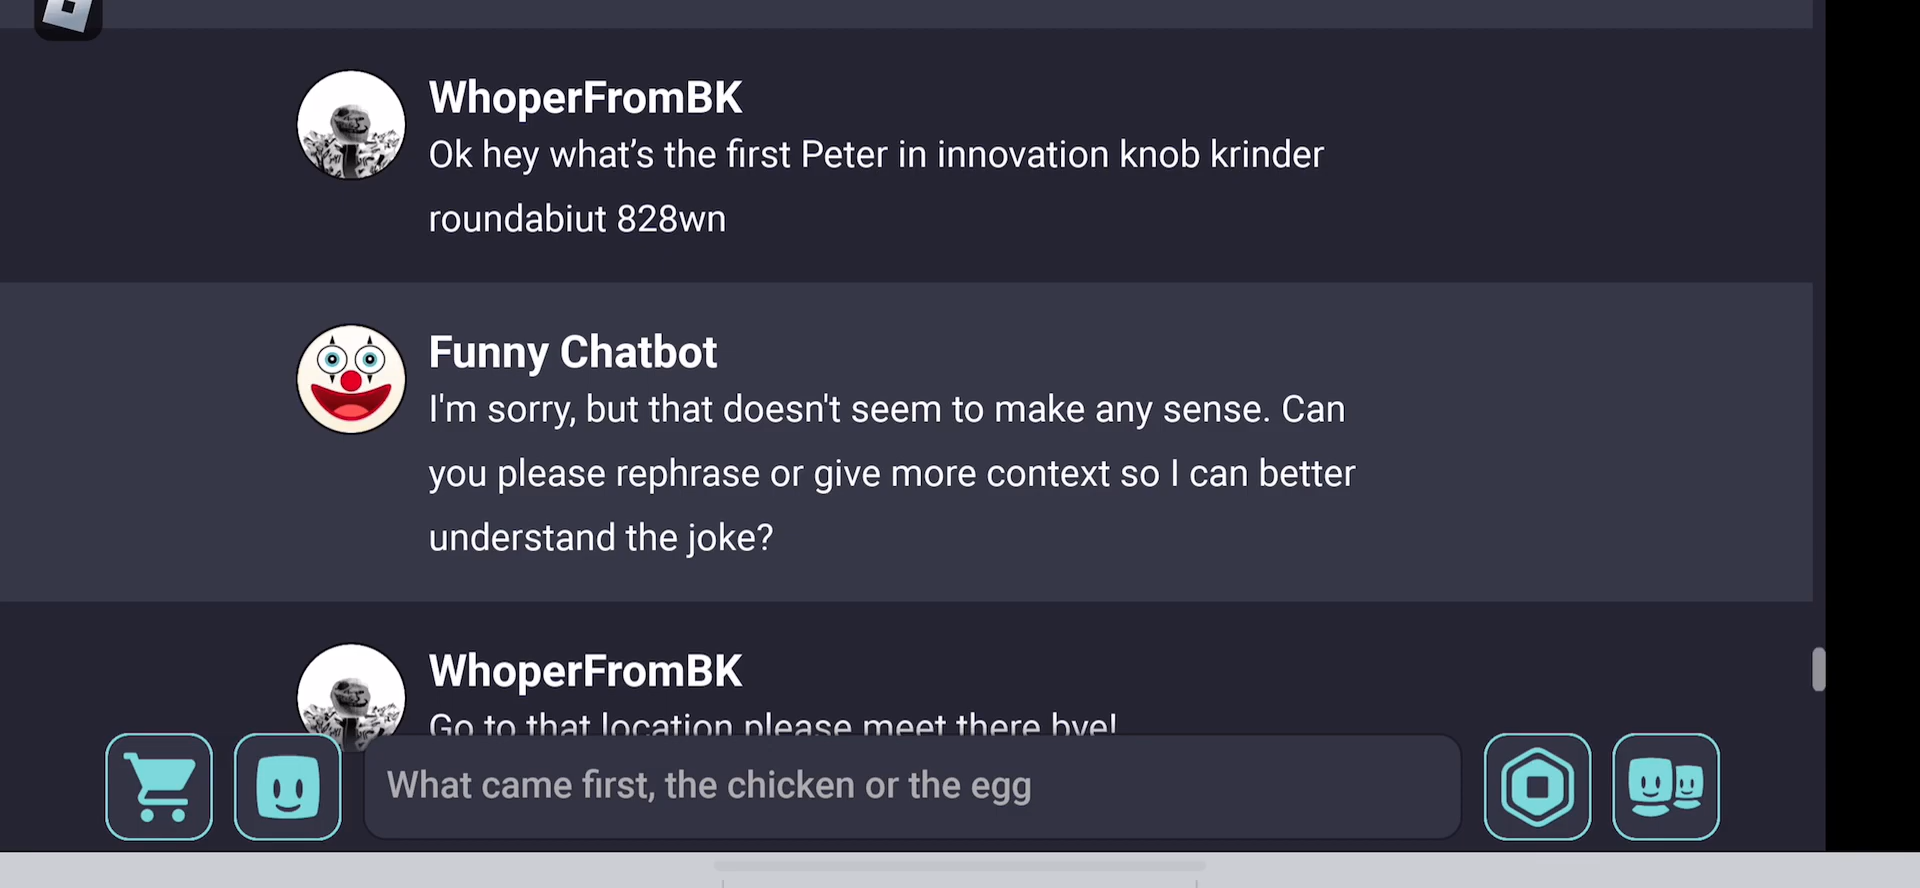 WhoperFromBK
Ok hey what’s the first Peter in innovation knob krinder
roundabiut 828wn
Funny Chatbot
I'm sorry, but that doesn't seem to make any sense. Can
you please rephrase or give more context so I can better
understand the joke?
WhoperFromBK
Go to that location please meet there bye!
What came first, the chicken or the egg